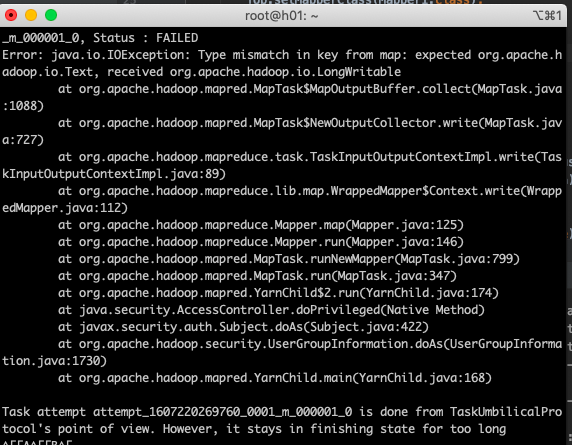 root@h01: ~
⌥⌘1
_m_000001_0, Status : FAILED
Error: java.io.IOException: Type mismatch in key from map: expected org.apache.h
adoop.io.Text, received org.apache.hadoop.io.LongWritable
at org.apache.hadoop.mapred.MapTask$MapOutputBuffer.collect(MapTask.java
:1088)
at org.apache.hadoop.mapred.MapTask$NewOutputCollector.write(MapTask.jav
a:727)
at org.apache.hadoop.mapreduce.task.TaskInputOutputContextImpl.write(Tas
kInputOutputContextImpl.java:89)
at org.apache.hadoop.mapreduce.lib.map.WrappedMapper$Context.write(Wrapp
edMapper.java:112)
at org.apache.hadoop.mapreduce.Mapper.map(Mapper.java:125)
at org.apache.hadoop.mapreduce.Mapper.run(Mapper.java:146)
at org.apache.hadoop.mapred.MapTask.runNewMapper(MapTask.java:799)
at org.apache.hadoop.mapred.MapTask.run(MapTask.java:347)
at org.apache.hadoop.mapred.YarnChild$2.run(YarnChild.java:174)
at java.security.AccessController.doPrivileged(Native Method)
at javax.security.auth.Subject.doAs(Subject.java:422)
at org.apache.hadoop.security.UserGroupInformation.doAs(UserGroupInforma
tion.java:1730)
at org.apache.hadoop.mapred.YarnChild.main(YarnChild.java:168)
Task attempt attempt_1607220269760_0001_m_000001_0 is done from TaskUmbilicalPro
tocol's point of view. However, it stays in finishing state for too long